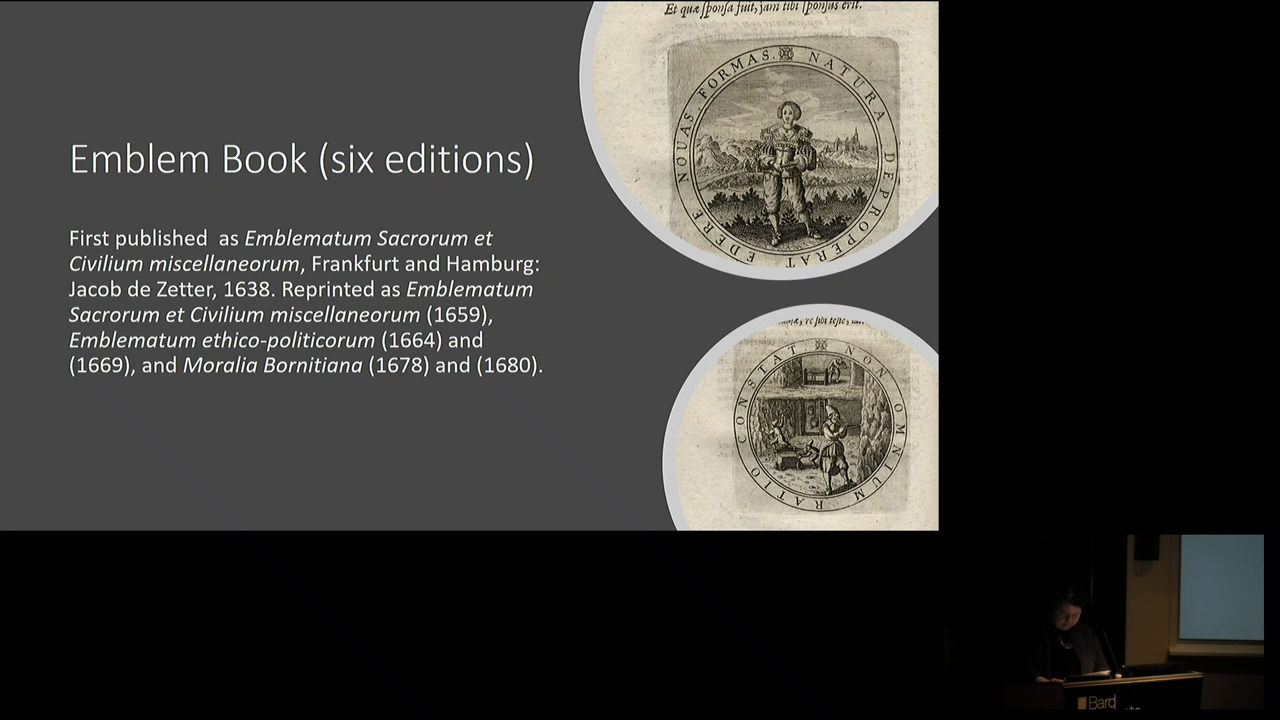 Et quæ sponsa fuit, jam tibi sponsus erit.
NATURA DEPROPERAT EDERE NOUAS. FORMAS.
Emblem Book (six editions)
First published as Emblematum Sacrorum et
Civilium miscellaneorum, Frankfurt and Hamburg:
Jacob de Zetter, 1638. Reprinted as Emblematum
Sacrorum et Civilium miscellaneorum (1659),
Emblematum ethico-politicorum (1664) and
(1669), and Moralia Bornitiana (1678) and (1680).
NON OMNIUM RATIO CONSTAT
Bard